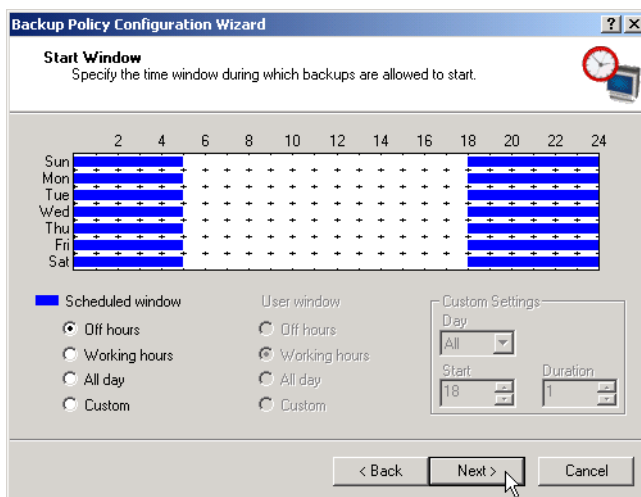 Backup Policy Configuration Wizard
Start Window
Specify the time window during which backups are allowed to start.
2 4 6 8 10 12 14 16 18 20 22 24
Sun
Mon
Tue
Wed
Thu
Fri
Sat
Scheduled window
Off hours
Working hours
All day
Custom
User window
Off hours
Working hours
All day
Custom
Custom Settings
Day
All
Start
18
Duration
1
< Back
Next >
Cancel